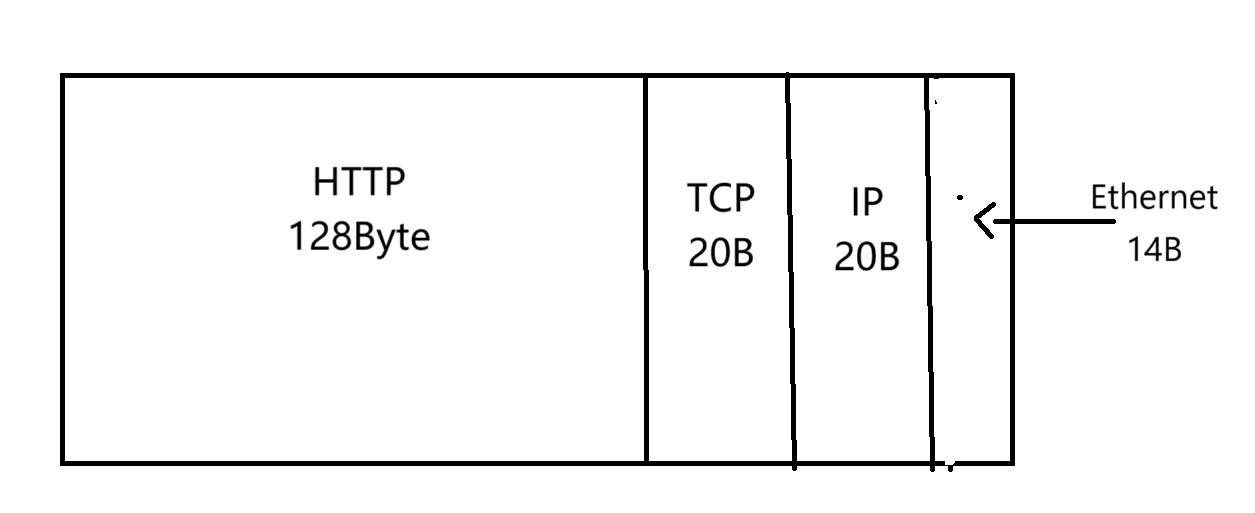 HTTP
128Byte
TCP
20B
IP
20B
Ethernet
14B